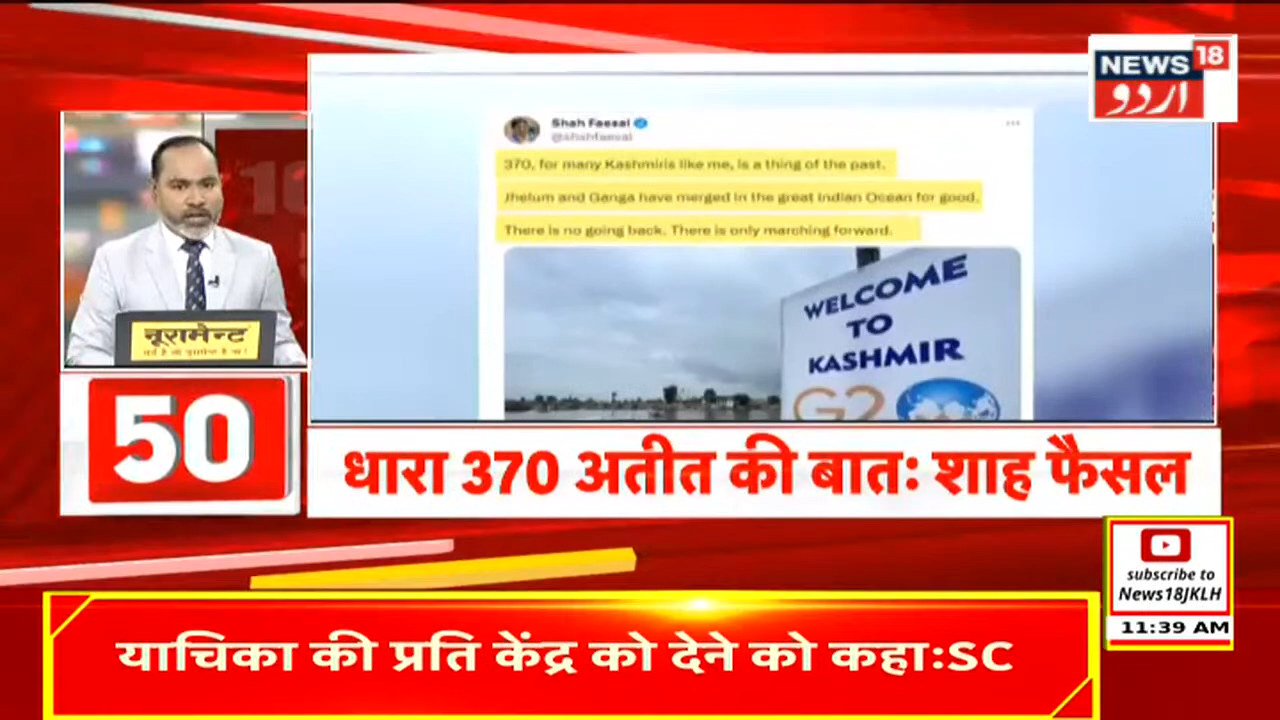 NEWS 18
اردو
Shah Faesal
@shahfaesal
370, for many Kashmiris like me, is a thing of the past.
Jhelum and Ganga have merged in the great Indian Ocean for good.
There is no going back. There is only marching forward.
WELCOME
TO
KASHMIR
G2
नूरामेन्ट
50
धारा 370 अतीत की बातः शाह फैसल
subscribe to
News18JKLH
11:39 AM
याचिका की प्रति केंद्र को देने को कहाःSC